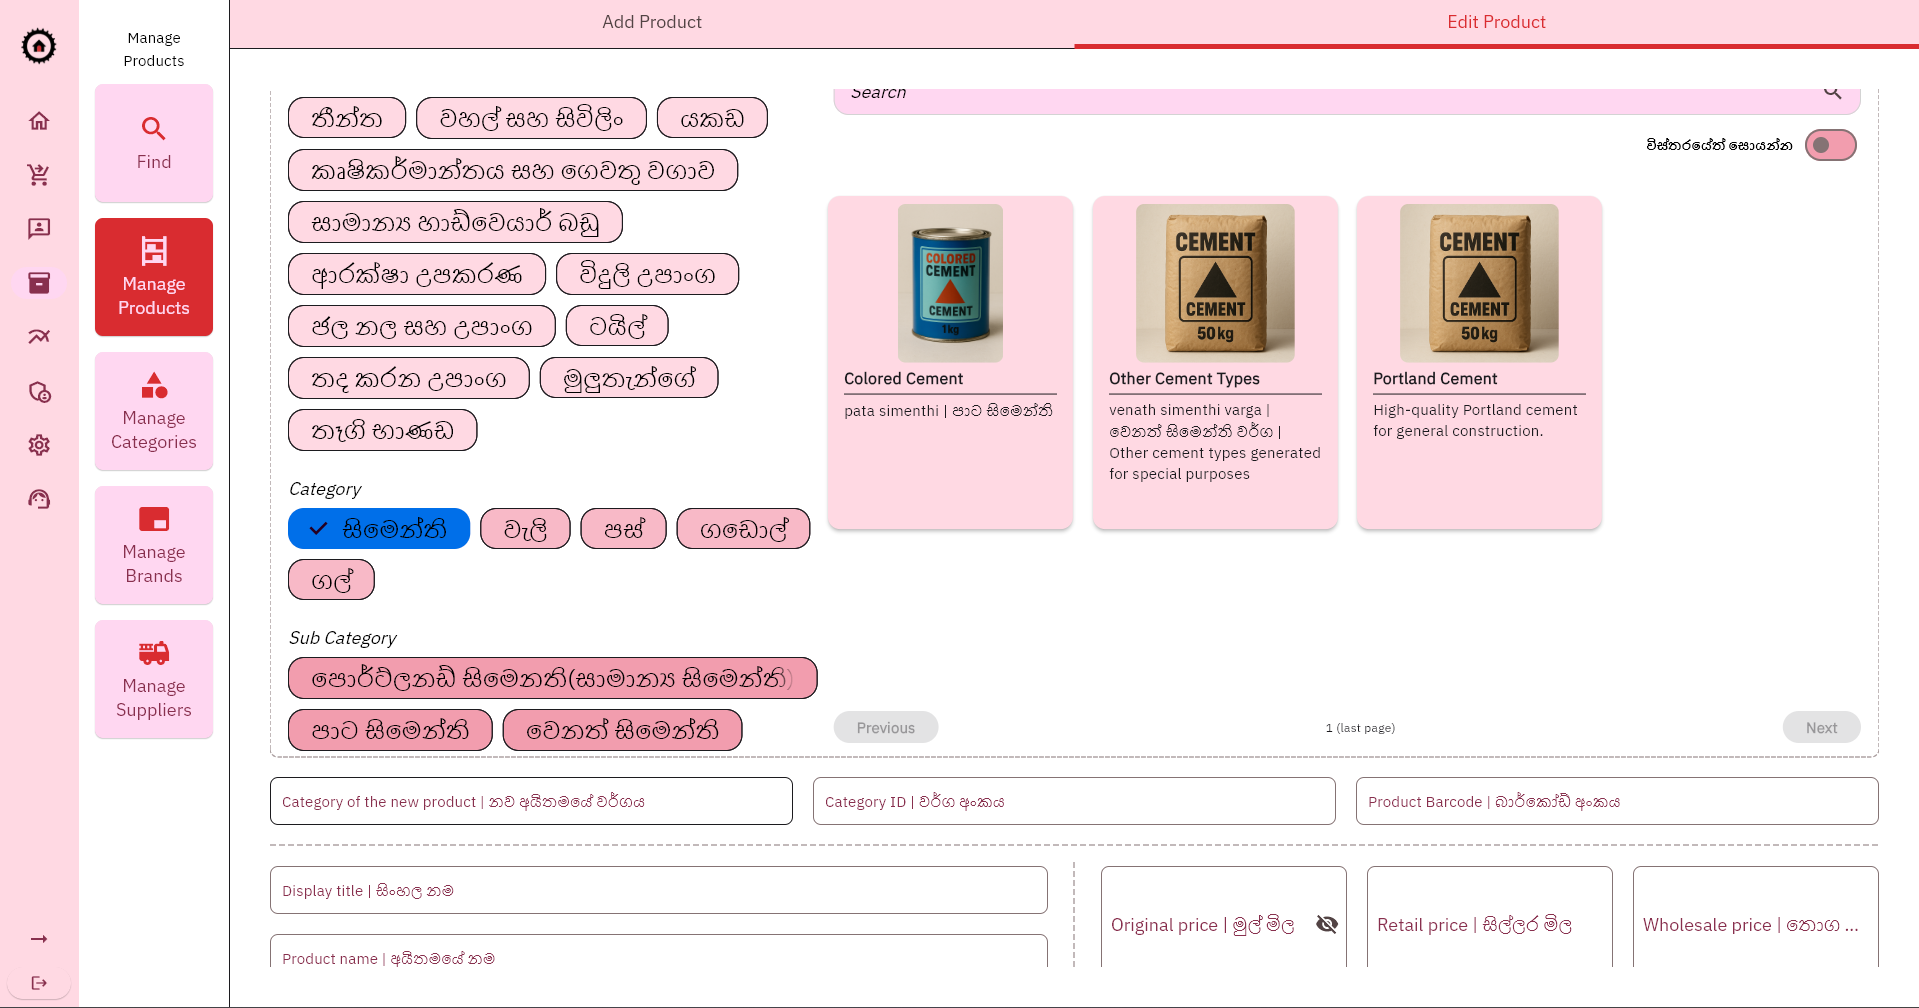 Manage
Products
Find
Manage
Products
Manage
Categories
Manage
Brands
Manage
Suppliers
Add Product
Edit Product
තීන්ත
වහල් සහ සිවිලිං
යකඩ
කෘෂිකර්මාන්තය සහ ගෙවතු වගාව
සාමාන්‍ය හාඩ්වෙයාර් බඩු
ආරක්ෂා උපකරණ
විදුලි උපාංග
ජල නල සහ උපාංග
ටයිල්
තද කරන උපාංග
මුලුතැන්ගේ
තෑගි භාණඩ
Category
සිමෙන්ති
වැලි
පස්
ගඩොල්
ගල්
Sub Category
පොර්ට්ලනඩ් සිමෙනති(සාමාන්‍ය සිමෙන්ති)
පාට සිමෙන්ති
වෙනත් සිමෙන්ති
Search
විස්තරයේත් සොයන්න
COLORED
CEMENT
CEMENT
1kg
Colored Cement
pata simenthi | පාට සිමෙන්ති
CEMENT
CEMENT
50kg
Other Cement Types
venath simenthi varga |
වෙනත් සිමෙන්ති වර්ග |
Other cement types generated
for special purposes
CEMENT
CEMENT
50kg
Portland Cement
High-quality Portland cement
for general construction.
Previous
1 (last page)
Next
Category of the new product | නව අයිතමයේ වර්ගය
Category ID | වර්ග අංකය
Product Barcode | බාර්කෝඩ් අංකය
Display title | සිංහල නම
Product name | අයිතමයේ නම
Original price | මුල් මිල
Retail price | සිල්ලර මිල
Wholesale price | තොග ...